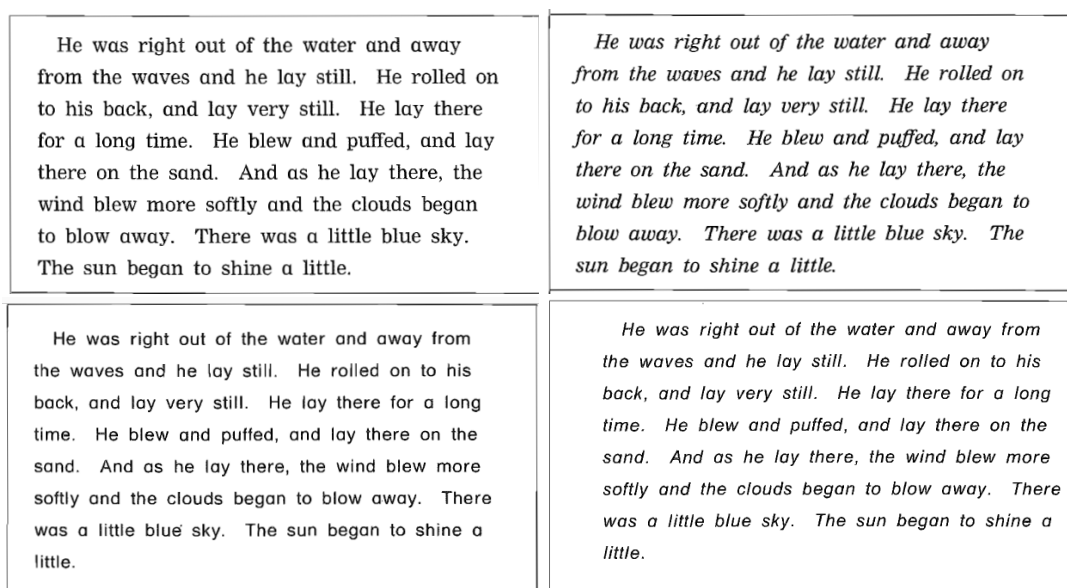 He was right out of the water and away
from the waves and he lay still. He rolled on
to his back, and lay very still. He lay there
for a long time. He blew and puffed, and lay
there on the sand. And as he lay there, the
wind blew more softly and the clouds began
to blow away. There was a little blue sky.
The sun began to shine a little.
He was right out of the water and away
from the waves and he lay still. He rolled on
to his back, and lay very still. He lay there
for a long time. He blew and puffed, and lay
there on the sand. And as he lay there, the
wind blew more softly and the clouds began to
blow away. There was a little blue sky. The
sun began to shine a little.
He was right out of the water and away from
the waves and he lay still. He rolled on to his
back, and lay very still. He lay there for a long
time. He blew and puffed, and lay there on the
sand. And as he lay there, the wind blew more
softly and the clouds began to blow away. There
was a little blue sky. The sun began to shine a
little.
He was right out of the water and away from
the waves and he lay still. He rolled on to his
back, and lay very still. He lay there for a long
time. He blew and puffed, and lay there on the
sand. And as he lay there, the wind blew more
softly and the clouds began to blow away. There
was a little blue sky. The sun began to shine a
little.